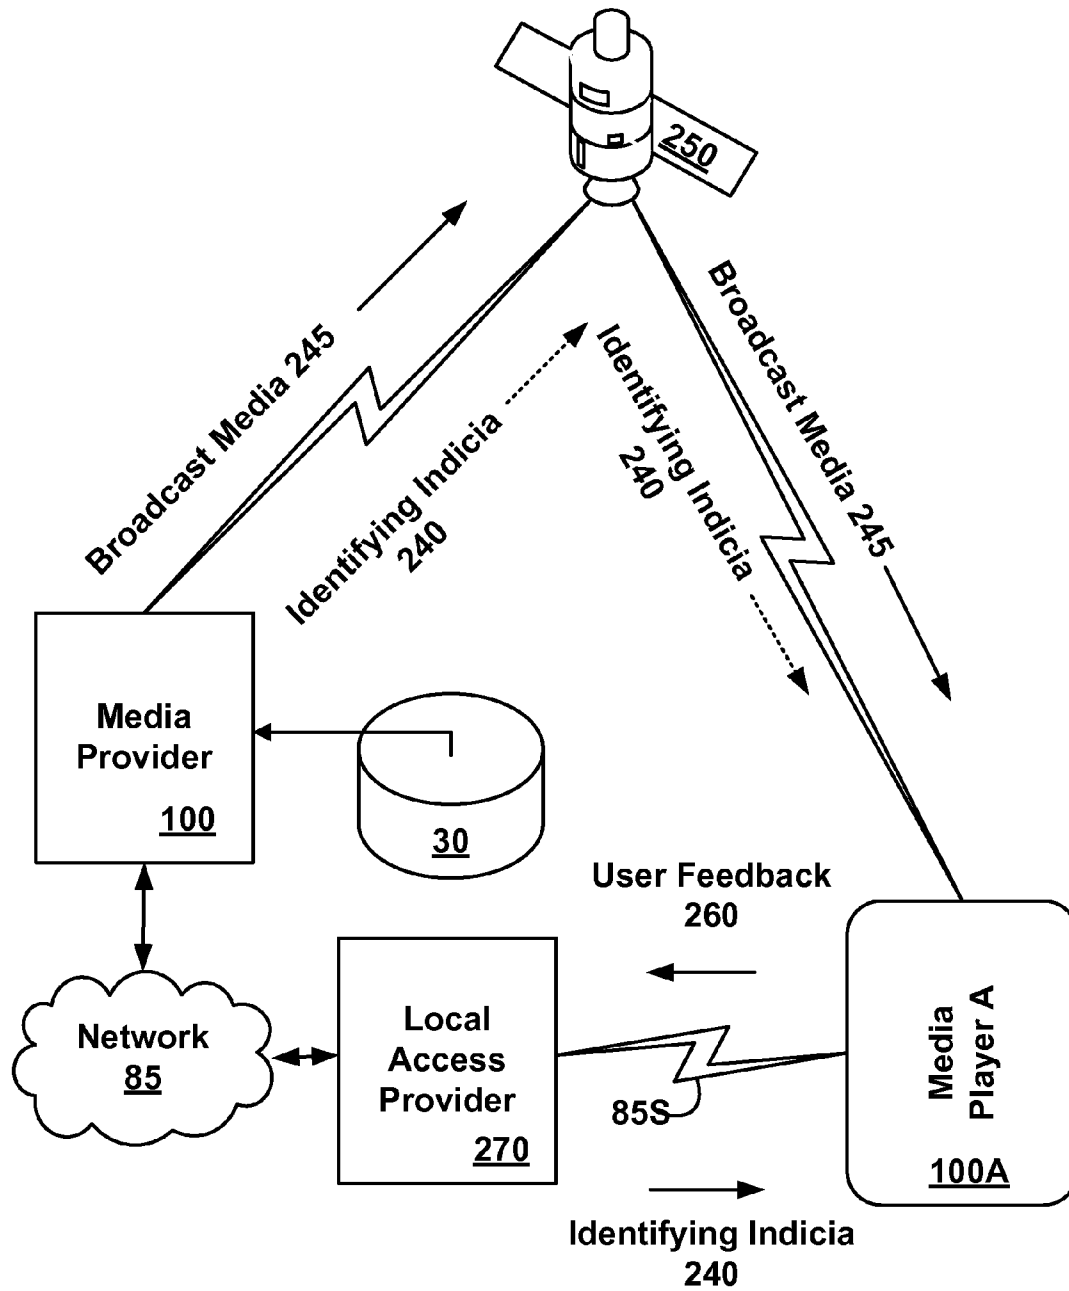 250
Broadcast Media 245
Identifying Indicia
240
Identifying Indicia
240
Broadcast Media 245
Media
Provider
100
30
User Feedback
260
Network
85
Local
Access
Provider
270
85S
Media
Player A
100A
Identifying Indicia
240